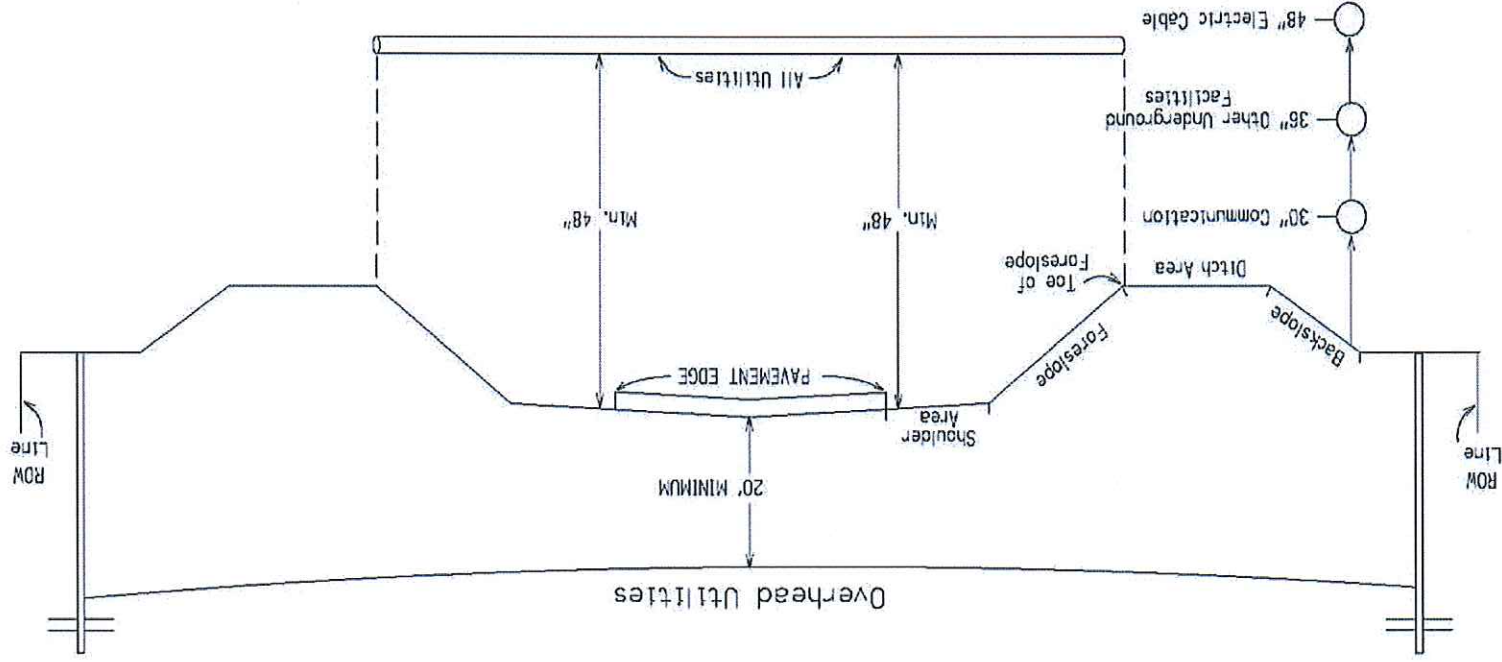 Overhead Utilities
20' MINIMUM
ROW
Line
ROW
Line
Shoulder
Area
PAVEMENT EDGE
Backslope
Foreslope
Ditch Area
Toe of
Foreslope
Min. 48"
Min. 48"
30" Communication
36" Other Underground
Facilities
All Utilities
48" Electric Cable